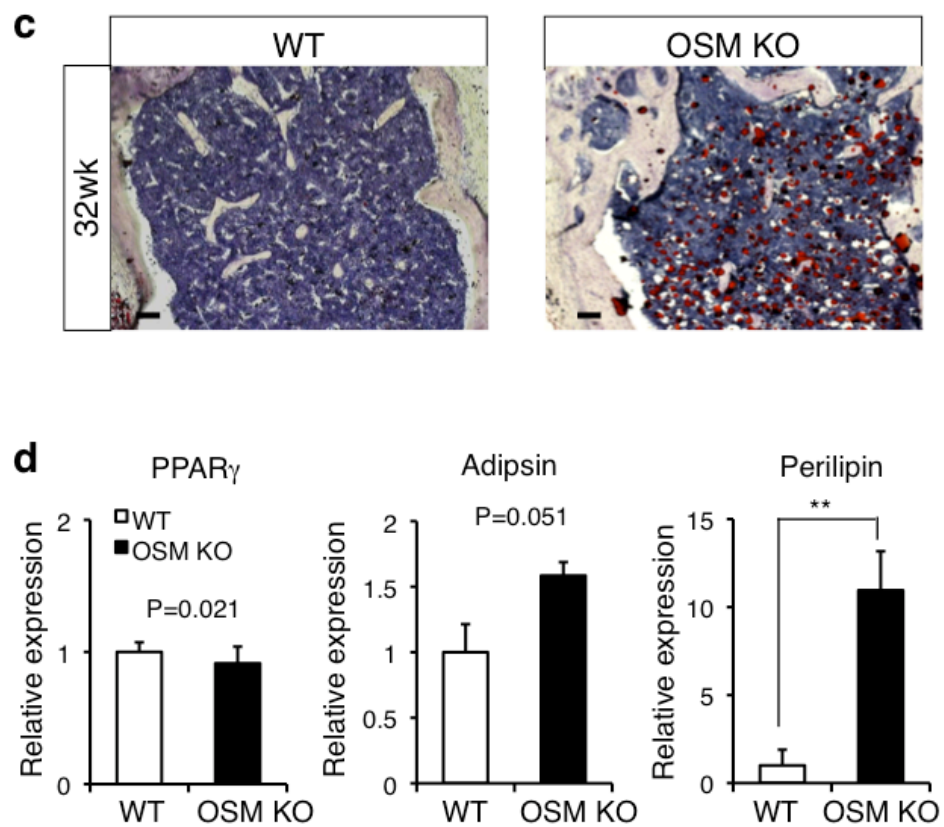 c
WT
OSM KO
32wk
d
PPARγ
Relative expression
2
1
0
WT
OSM KO
P=0.021
WT
OSM KO
Adipsin
Relative expression
2
1.5
1
0.5
0
P=0.051
WT
OSM KO
Perilipin
Relative expression
15
10
5
0
**
WT
OSM KO